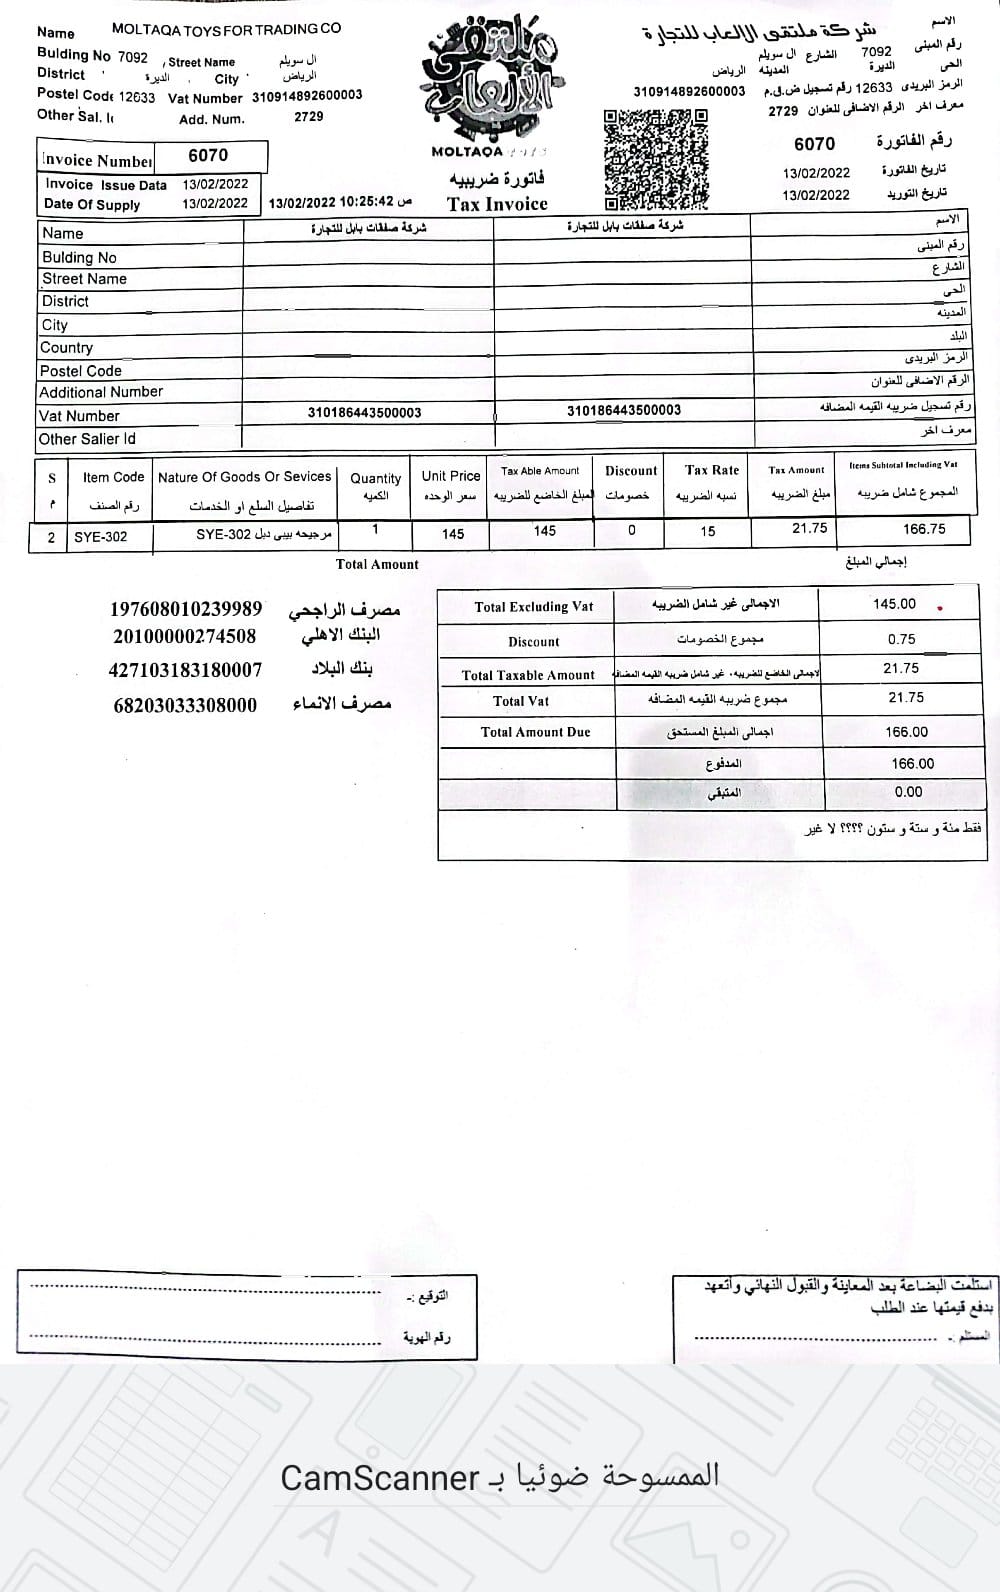 Name MOLTAQA TOYS FOR TRADING CO
Bulding No 7092 , Street Name ال سويلم
District الديرة City الرياض
Postel Code 12633 Vat Number 310914892600003
Other Sal. Add. Num. 2729
ملتقى الألعاب
MOLTAQA
فاتورة ضريبيه
Tax Invoice
الاسم شركة ملتقى الالعاب للتجارة
رقم المبنى 7092 الشارع ال سويلم
الحى الديرة المدينه الرياض
الرمز البريدى 12633 رقم تسجيل ض.ق.م 310914892600003
معرف اخر الرقم الاضافى للعنوان 2729
رقم الفاتورة 6070
تاريخ الفاتورة 13/02/2022
تاريخ التوريد 13/02/2022
Invoice Number 6070
Invoice Issue Data 13/02/2022
Date Of Supply 13/02/2022
13/02/2022 10:25:42 ص
Name شركة صفقات بابل للتجارة شركة صفقات بابل للتجارة الاسم
Bulding No رقم المبنى
Street Name الشارع
District الحى
City المدينه
Country البلد
Postel Code الرمز البريدى
Additional Number الرقم الاضافى للعنوان
Vat Number 310186443500003 310186443500003 رقم تسجيل ضريبه القيمه المضافه
Other Salier Id معرف اخر
S Item Code Nature Of Goods Or Sevices Quantity Unit Price Tax Able Amount Discount Tax Rate Tax Amount Items Subtotal Including Vat
م رقم الصنف تفاصيل السلع او الخدمات الكميه سعر الوحده المبلغ الخاضع للضريبه خصومات نسبه الضريبه مبلغ الضريبه المجموع شامل ضريبه
2 SYE-302 مرجيحه بيبى دبل SYE-302 1 145 145 0 15 21.75 166.75
Total Amount إجمالي المبلغ
197608010239989 مصرف الراجحي
20100000274508 البنك الاهلي
427103183180007 بنك البلاد
68203033308000 مصرف الانماء
Total Excluding Vat الاجمالى غير شامل الضريبه 145.00
Discount مجموع الخصومات 0.75
Total Taxable Amount لاجمالى الخاضع للضريبه، غير شامل ضريبه القيمه المضافه 21.75
Total Vat مجموع ضريبه القيمه المضافه 21.75
Total Amount Due اجمالى المبلغ المستحق 166.00
المدفوع 166.00
المتبقي 0.00
فقط مئة و ستة و ستون ؟؟؟؟ لا غير
التوقيع :-
رقم الهوية
استلمت البضاعة بعد المعاينة والقبول النهائي وأتعهد
بدفع قيمتها عند الطلب
المستلم :-
الممسوحة ضوئيا بـ CamScanner